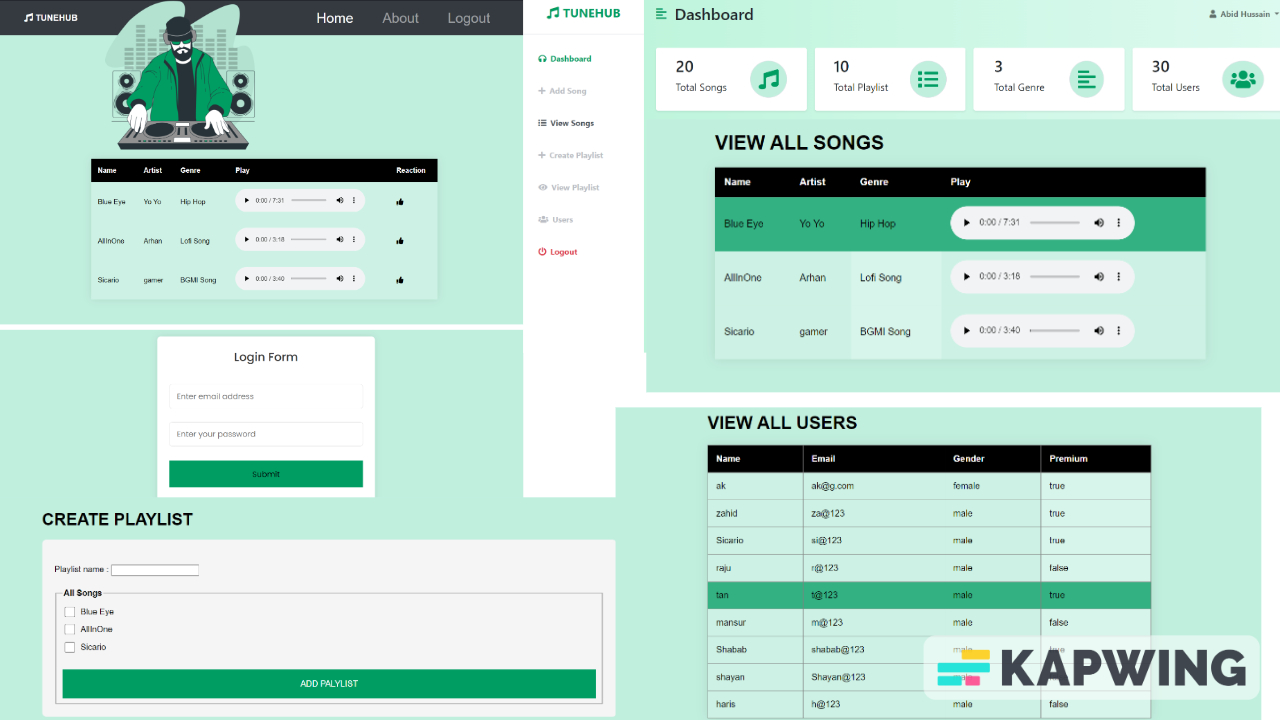 TUNEHUB
Home About Logout
Name Artist Genre Play Reaction
Blue Eye Yo Yo Hip Hop 0:00 / 7:31
AllInOne Arhan Lofi Song 0:00 / 3:18
Sicario gamer BGMI Song 0:00 / 3:40
Login Form
Enter email address
Enter your password
Submit
TUNEHUB
Dashboard
Add Song
View Songs
Create Playlist
View Playlist
Users
Logout
Dashboard
Abid Hussain
20
Total Songs
10
Total Playlist
3
Total Genre
30
Total Users
VIEW ALL SONGS
Name Artist Genre Play
Blue Eye Yo Yo Hip Hop 0:00 / 7:31
AllInOne Arhan Lofi Song 0:00 / 3:18
Sicario gamer BGMI Song 0:00 / 3:40
CREATE PLAYLIST
Playlist name :
All Songs
Blue Eye
AllInOne
Sicario
ADD PALYLIST
VIEW ALL USERS
Name Email Gender Premium
ak ak@g.com female true
zahid za@123 male true
Sicario si@123 male true
raju r@123 male false
tan t@123 male true
mansur m@123 male false
Shabab shabab@123 male true
shayan Shayan@123 male false
haris h@123 male false
KAPWING